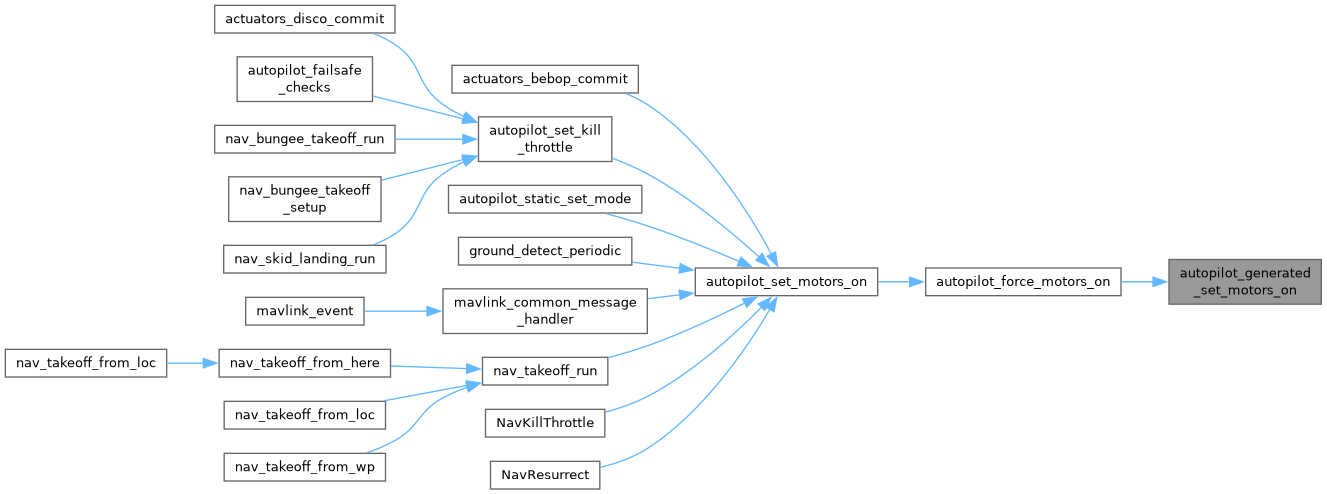 actuators_disco_commit
autopilot_failsafe
_checks
nav_bungee_takeoff_run
nav_bungee_takeoff
_setup
nav_skid_landing_run
mavlink_event
nav_takeoff_from_loc
nav_takeoff_from_here
nav_takeoff_from_loc
nav_takeoff_from_wp
actuators_bebop_commit
autopilot_set_kill
_throttle
autopilot_static_set_mode
ground_detect_periodic
mavlink_common_message
_handler
nav_takeoff_run
NavKillThrottle
NavResurrect
autopilot_set_motors_on
autopilot_force_motors_on
autopilot_generated
_set_motors_on